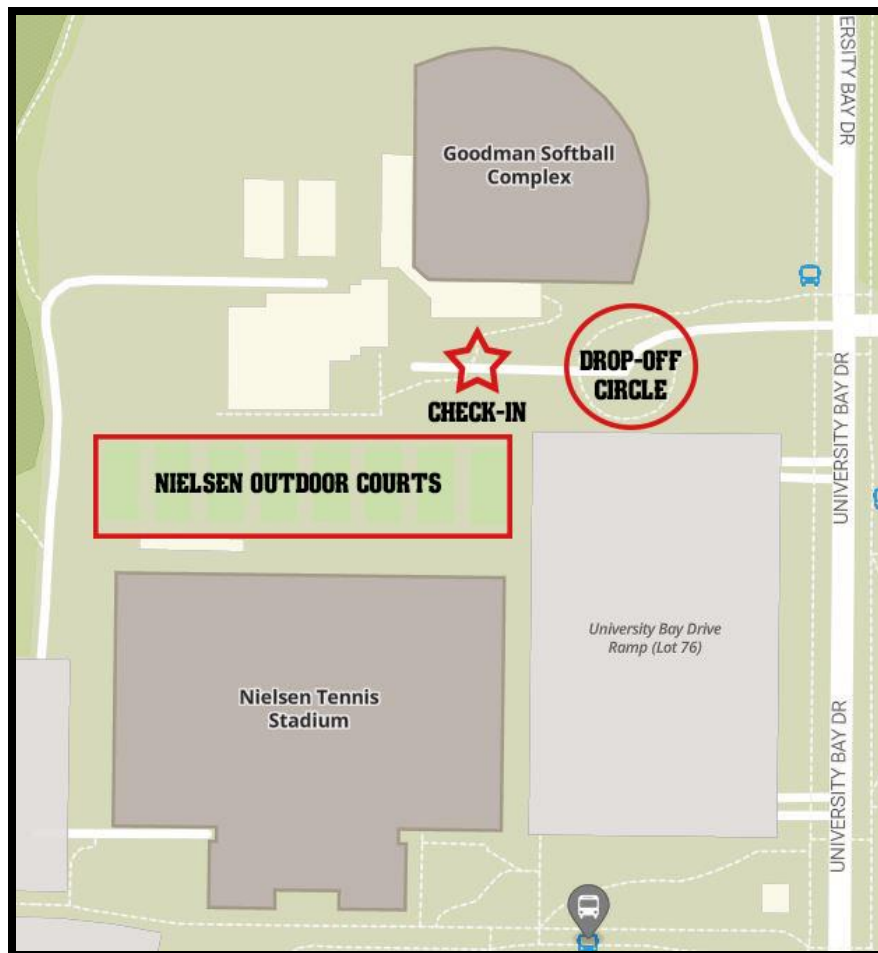 ERSITY BAY DR
Goodman Softball
Complex
DROP-OFF
CIRCLE
CHECK-IN
UNIVERSITY BAY DR
NIELSEN OUTDOOR COURTS
University Bay Drive
Ramp (Lot 76)
Nielsen Tennis
Stadium
UNIVERSITY BAY DR